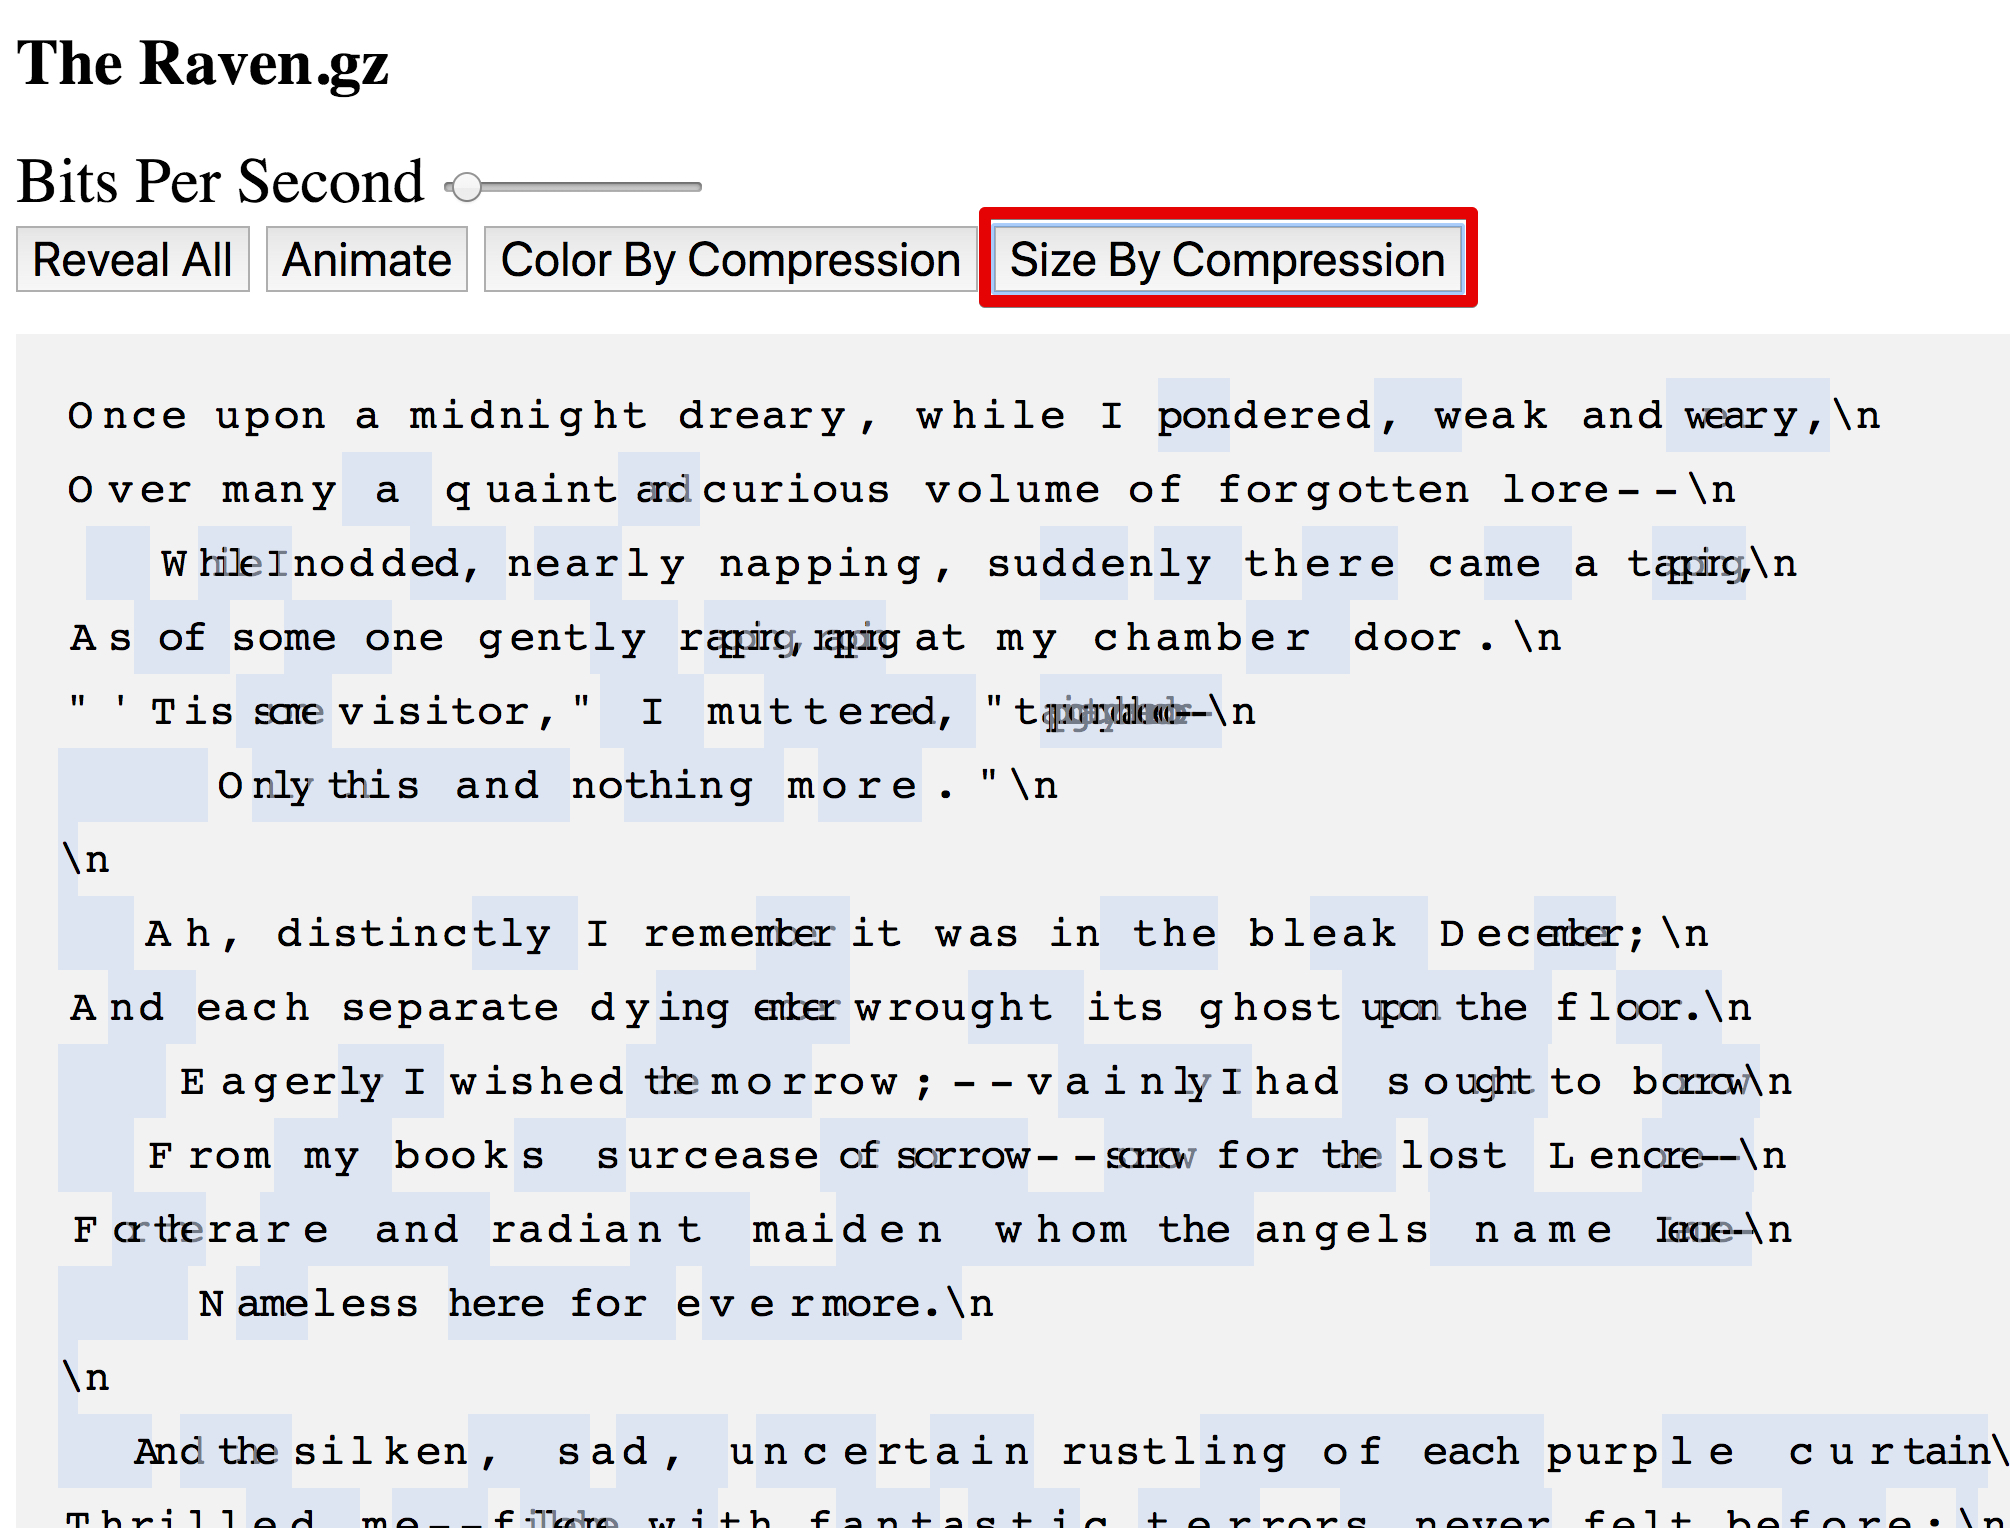 The Raven.gz
Bits Per Second
Reveal All Animate Color By Compression Size By Compression
Once upon a midnight dreary, while I pondered, weak and weary,\n
Over many a quaint and curious volume of forgotten lore--\n
While I nodded, nearly napping, suddenly there came a tapping,\n
As of some one gently rapping, rapping at my chamber door.\n
"'Tis some visitor," I muttered, "
Only this and nothing more."\n
\n
Ah, distinctly I remember it was in the bleak December;\n
And each separate dying ember wrought its ghost upon the floor.\n
Eagerly I wished the morrow;--vainly I had sought to borrow\n
From my books surcease of sorrow--sorrow for the lost Lenore--\n
For the rare and radiant maiden whom the angels name Lenore--\n
Nameless here for evermore.\n
\n
And the silken, sad, uncertain rustling of each purple curtain\
Thrilled me-- with fantastic terrors never felt before;\n